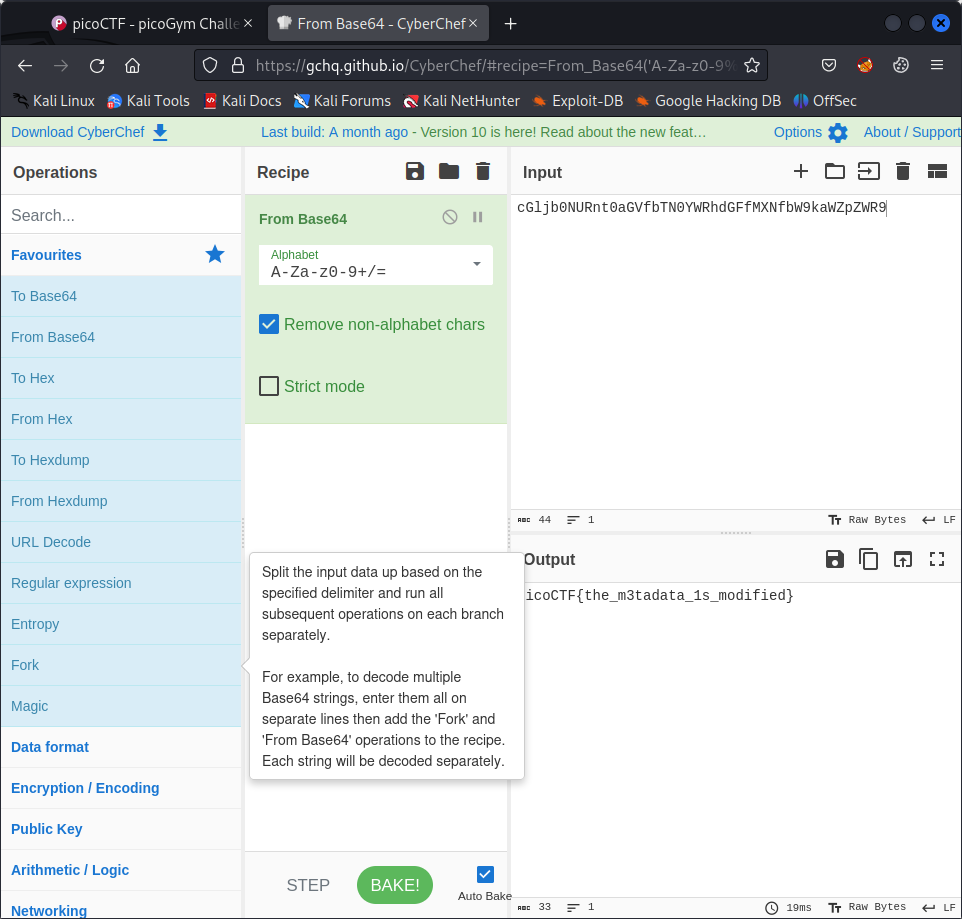 picoCTF - picoGym Challe
From Base64 - CyberChef
https://gchq.github.io/CyberChef/#recipe=From_Base64('A-Za-z0-9%
Kali Linux Kali Tools Kali Docs Kali Forums Kali NetHunter Exploit-DB Google Hacking DB OffSec
Download CyberChef Last build: A month ago - Version 10 is here! Read about the new feat… Options About / Support
Operations
Search...
Favourites
To Base64
From Base64
To Hex
From Hex
To Hexdump
From Hexdump
URL Decode
Regular expression
Entropy
Fork
Magic
Data format
Encryption / Encoding
Public Key
Arithmetic / Logic
Networking
Recipe
From Base64
Alphabet
A-Za-z0-9+/=
Remove non-alphabet chars
Strict mode
Split the input data up based on the
specified delimiter and run all
subsequent operations on each branch
separately.
For example, to decode multiple
Base64 strings, enter them all on
separate lines then add the 'Fork' and
'From Base64' operations to the recipe.
Each string will be decoded separately.
STEP BAKE! Auto Bake
Input
cGljb0NURnt0aGVfbTN0YWRhdGFfMXNfbW9kaWZpZWR9
ABC 44 1 Tт Raw Bytes LF
Output
icoCTF{the_m3tadata_1s_modified}
ABC 33 1 19ms Tт Raw Bytes LF